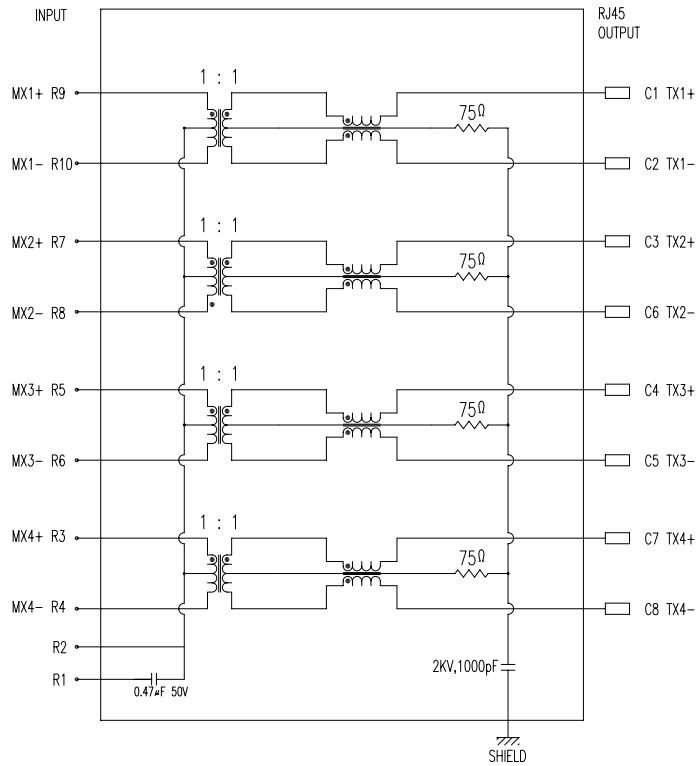 INPUT
RJ45
OUTPUT
1 : 1
MX1+ R9
75Ω
C1 TX1+
MX1- R10
C2 TX1-
1 : 1
MX2+ R7
75Ω
C3 TX2+
MX2- R8
C6 TX2-
1 : 1
MX3+ R5
75Ω
C4 TX3+
MX3- R6
C5 TX3-
1 : 1
MX4+ R3
75Ω
C7 TX4+
MX4- R4
C8 TX4-
R2
2KV,1000pF
R1
0.47μF 50V
SHIELD